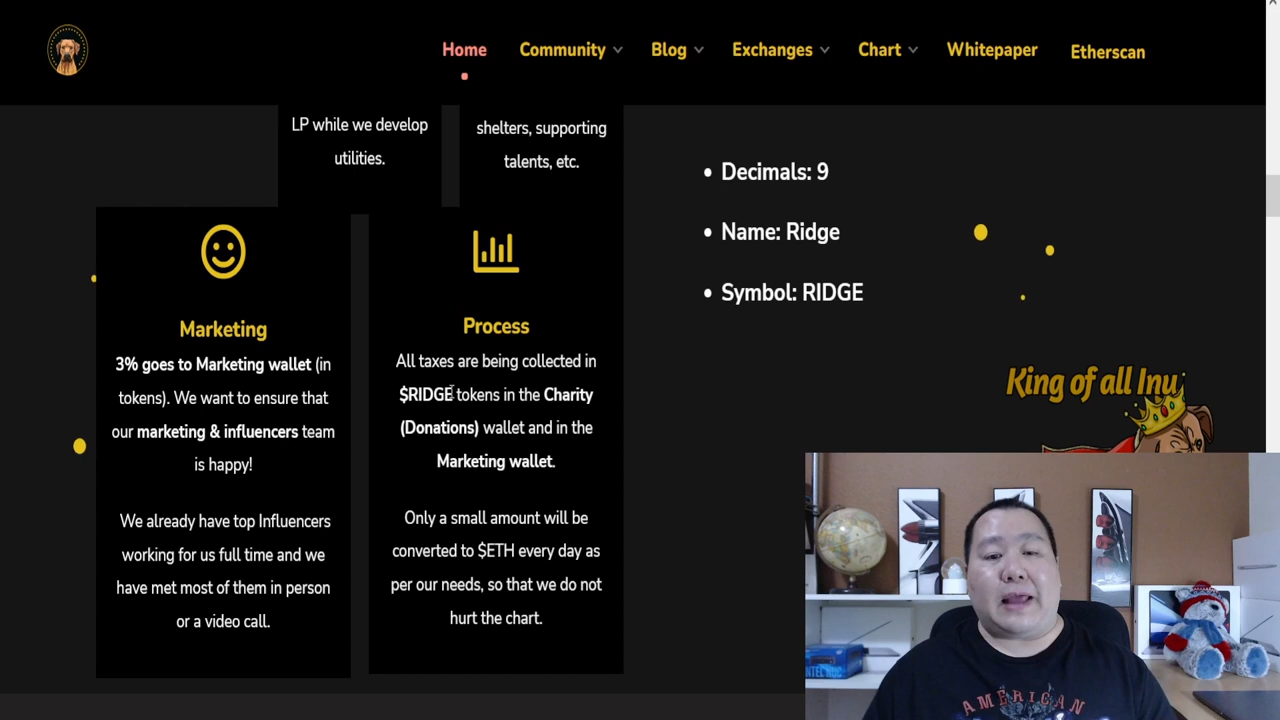 Home Community Blog Exchanges Chart Whitepaper Etherscan
LP while we develop
utilities.
shelters, supporting
talents, etc.
Marketing
3% goes to Marketing wallet (in
tokens). We want to ensure that
our marketing & influencers team
is happy!
We already have top Influencers
working for us full time and we
have met most of them in person
or a video call.
Process
All taxes are being collected in
$RIDGE tokens in the Charity
(Donations) wallet and in the
Marketing wallet.
Only a small amount will be
converted to $ETH every day as
per our needs, so that we do not
hurt the chart.
• Decimals: 9
• Name: Ridge
• Symbol: RIDGE
King of all Inu
INTEL NUC
AMERICAN